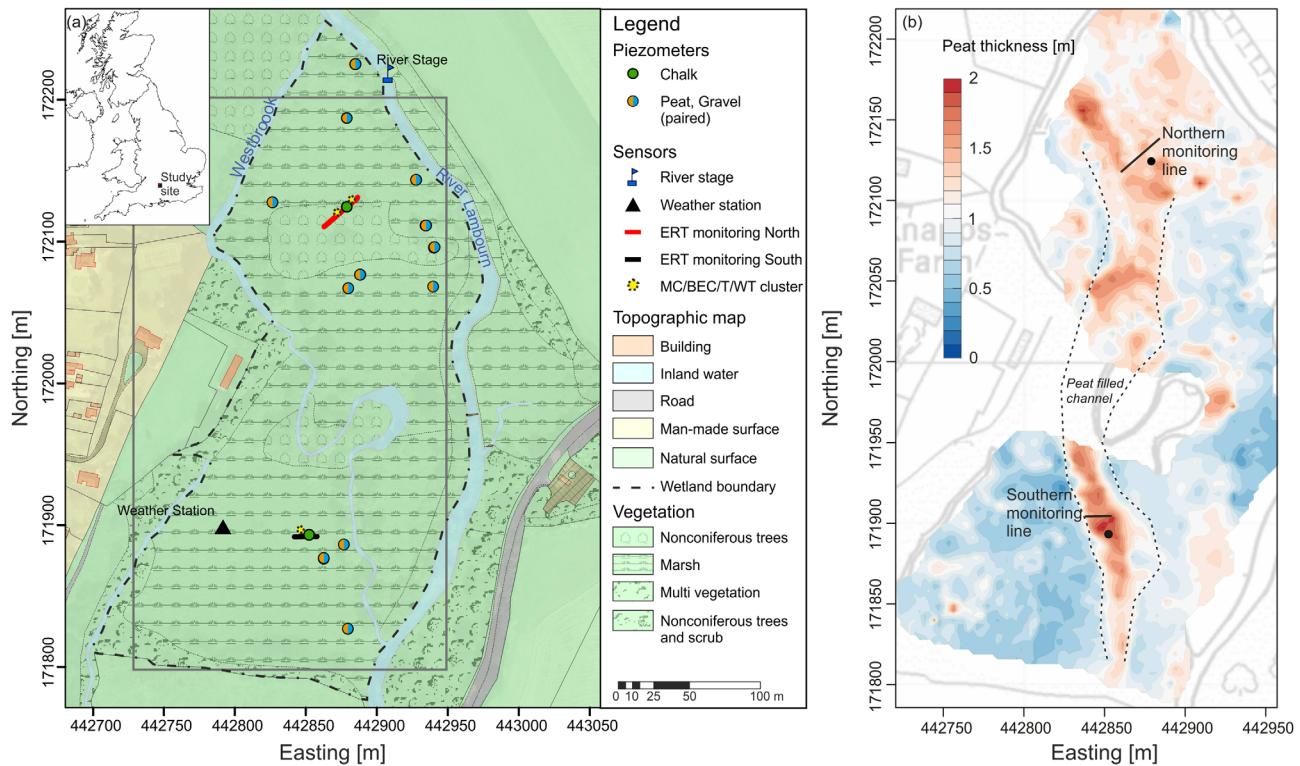 (a)
Study
site
River Stage
Westbroook
River Lambourn
Weather Station
172200
172100
172000
171900
171800
Northing [m]
442700
442750
442800
442850
442900
442950
443000
443050
Easting [m]
Legend
Piezometers
Chalk
Peat, Gravel
(paired)
Sensors
River stage
Weather station
ERT monitoring North
ERT monitoring South
MC/BEC/T/WT cluster
Topographic map
Building
Inland water
Road
Man-made surface
Natural surface
Wetland boundary
Vegetation
Nonconiferous trees
Marsh
Multi vegetation
Nonconiferous trees
and scrub
0 10 25 50 100 m
(b)
Peat thickness [m]
2
1.5
1
0.5
0
Northern
monitoring
line
Peat filled
channel
Southern
monitoring
line
Farm
172200
172150
172100
172050
172000
171950
171900
171850
171800
Northing [m]
442750
442800
442850
442900
442950
Easting [m]